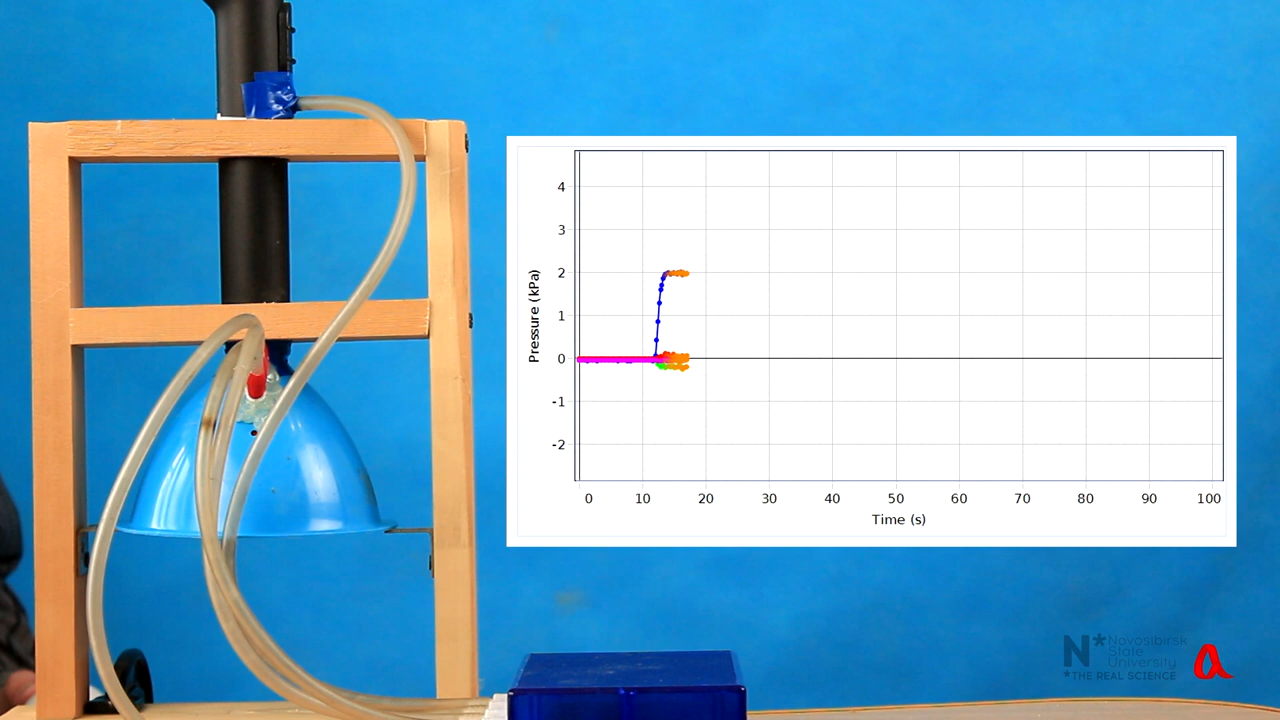 4
3
2
1
0
-1
-2
Pressure (kPa)
0 10 20 30 40 50 60 70 80 90 100
Time (s)
N* Novosibirsk
State
University
*THE REAL SCIENCE